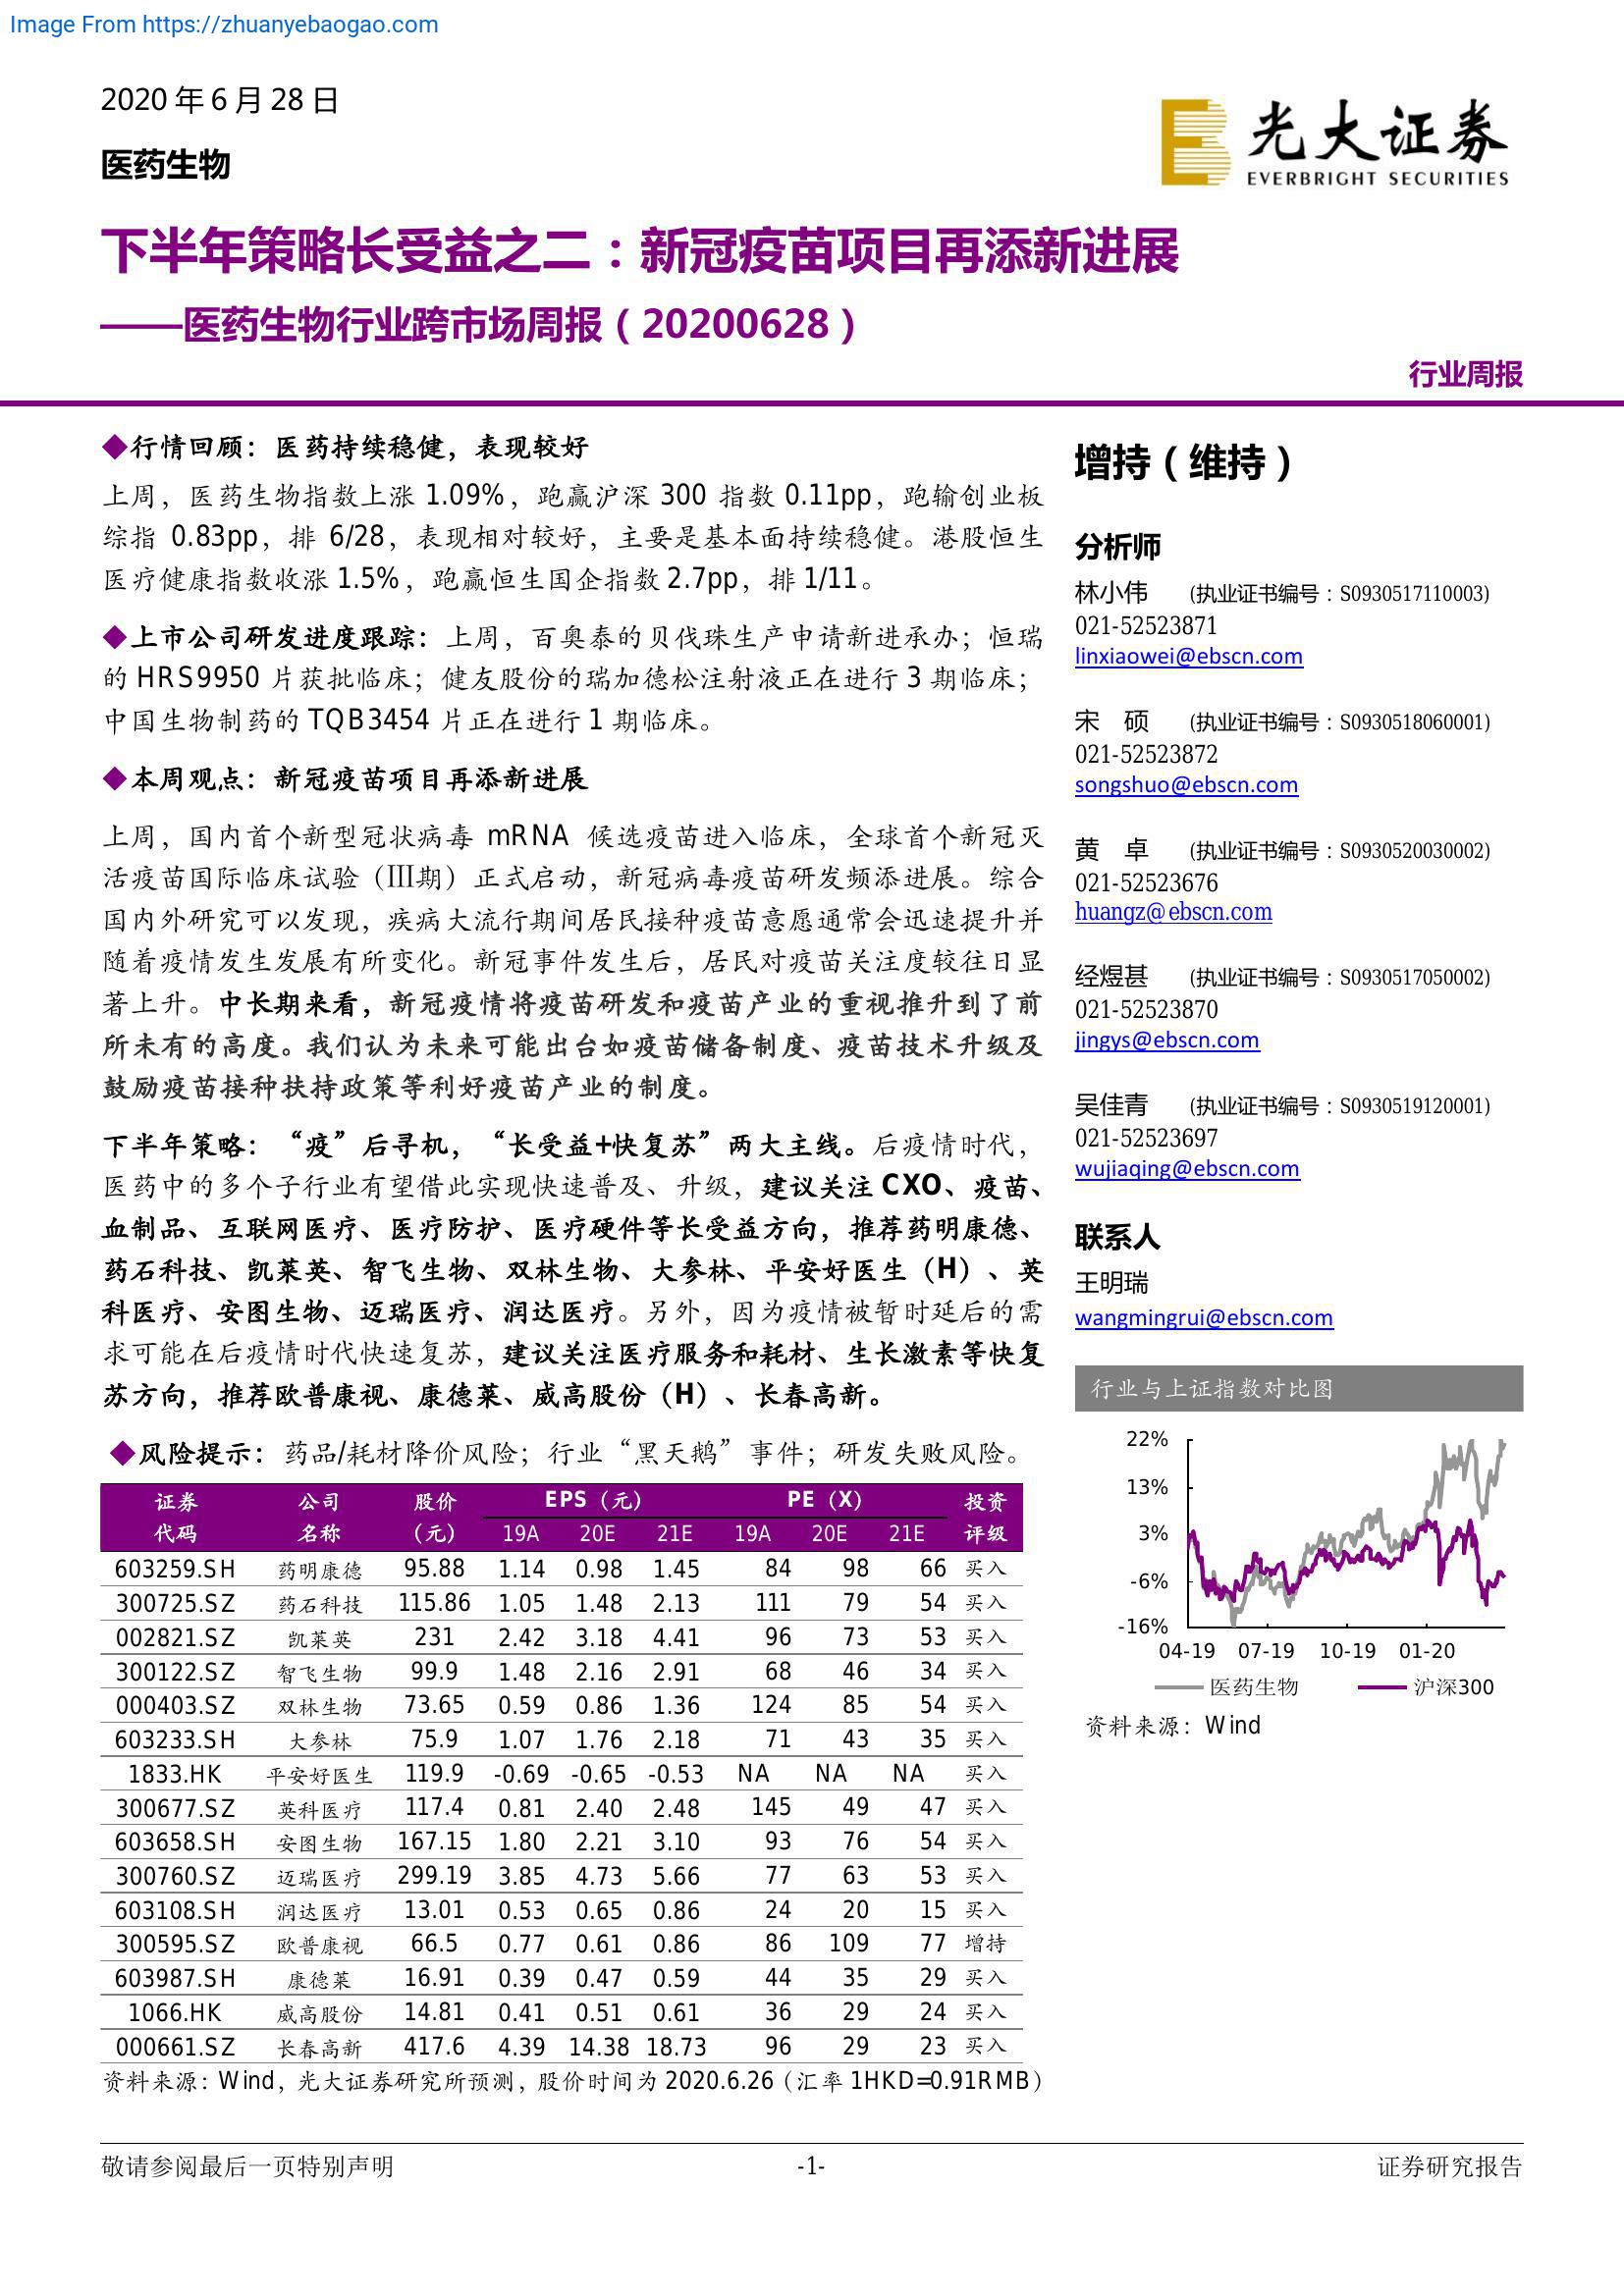 Image From https://zhuanyebaogao.com
2020 年 6 月 28 日
医药生物
光大证券
EVERBRIGHT SECURITIES
下半年策略长受益之二：新冠疫苗项目再添新进展
——医药生物行业跨市场周报（20200628）
行业周报
◆行情回顾：医药持续稳健，表现较好
上周，医药生物指数上涨 1.09%，跑赢沪深 300 指数 0.11pp，跑输创业板
综指 0.83pp，排 6/28，表现相对较好，主要是基本面持续稳健。港股恒生
医疗健康指数收涨 1.5%，跑赢恒生国企指数 2.7pp，排 1/11。
◆上市公司研发进度跟踪：上周，百奥泰的贝伐珠生产申请新进承办；恒瑞
的 HRS9950 片获批临床；健友股份的瑞加德松注射液正在进行 3 期临床；
中国生物制药的 TQB3454 片正在进行 1 期临床。
◆本周观点：新冠疫苗项目再添新进展
上周，国内首个新型冠状病毒 mRNA 候选疫苗进入临床，全球首个新冠灭
活疫苗国际临床试验（Ⅲ期）正式启动，新冠病毒疫苗研发频添进展。综合
国内外研究可以发现，疾病大流行期间居民接种疫苗意愿通常会迅速提升并
随着疫情发生发展有所变化。新冠事件发生后，居民对疫苗关注度较往日显
著上升。中长期来看，新冠疫情将疫苗研发和疫苗产业的重视推升到了前
所未有的高度。我们认为未来可能出台如疫苗储备制度、疫苗技术升级及
鼓励疫苗接种扶持政策等利好疫苗产业的制度。
下半年策略：“疫”后寻机，“长受益+快复苏”两大主线。后疫情时代，
医药中的多个子行业有望借此实现快速普及、升级，建议关注 CXO、疫苗、
血制品、互联网医疗、医疗防护、医疗硬件等长受益方向，推荐药明康德、
药石科技、凯莱英、智飞生物、双林生物、大参林、平安好医生（H）、英
科医疗、安图生物、迈瑞医疗、润达医疗。另外，因为疫情被暂时延后的需
求可能在后疫情时代快速复苏，建议关注医疗服务和耗材、生长激素等快复
苏方向，推荐欧普康视、康德莱、威高股份（H）、长春高新。
◆风险提示：药品/耗材降价风险；行业“黑天鹅”事件；研发失败风险。
证券 公司 股价 EPS（元） PE（X） 投资
代码 名称 （元） 19A 20E 21E 19A 20E 21E 评级
603259.SH 药明康德 95.88 1.14 0.98 1.45 84 98 66 买入
300725.SZ 药石科技 115.86 1.05 1.48 2.13 111 79 54 买入
002821.SZ 凯莱英 231 2.42 3.18 4.41 96 73 53 买入
300122.SZ 智飞生物 99.9 1.48 2.16 2.91 68 46 34 买入
000403.SZ 双林生物 73.65 0.59 0.86 1.36 124 85 54 买入
603233.SH 大参林 75.9 1.07 1.76 2.18 71 43 35 买入
1833.HK 平安好医生 119.9 -0.69 -0.65 -0.53 NA NA NA 买入
300677.SZ 英科医疗 117.4 0.81 2.40 2.48 145 49 47 买入
603658.SH 安图生物 167.15 1.80 2.21 3.10 93 76 54 买入
300760.SZ 迈瑞医疗 299.19 3.85 4.73 5.66 77 63 53 买入
603108.SH 润达医疗 13.01 0.53 0.65 0.86 24 20 15 买入
300595.SZ 欧普康视 66.5 0.77 0.61 0.86 86 109 77 增持
603987.SH 康德莱 16.91 0.39 0.47 0.59 44 35 29 买入
1066.HK 威高股份 14.81 0.41 0.51 0.61 36 29 24 买入
000661.SZ 长春高新 417.6 4.39 14.38 18.73 96 29 23 买入
资料来源：Wind，光大证券研究所预测，股价时间为 2020.6.26（汇率 1HKD=0.91RMB）
增持（维持）
分析师
林小伟 (执业证书编号：S0930517110003)
021-52523871
linxiaowei@ebscn.com
宋 硕 (执业证书编号：S0930518060001)
021-52523872
songshuo@ebscn.com
黄 卓 (执业证书编号：S0930520030002)
021-52523676
huangz@ebscn.com
经煜甚 (执业证书编号：S0930517050002)
021-52523870
jingys@ebscn.com
吴佳青 (执业证书编号：S0930519120001)
021-52523697
wujiaqing@ebscn.com
联系人
王明瑞
wangmingrui@ebscn.com
行业与上证指数对比图
22%
13%
3%
-6%
-16%
04-19 07-19 10-19 01-20
医药生物 沪深300
资料来源：Wind
敬请参阅最后一页特别声明 -1- 证券研究报告